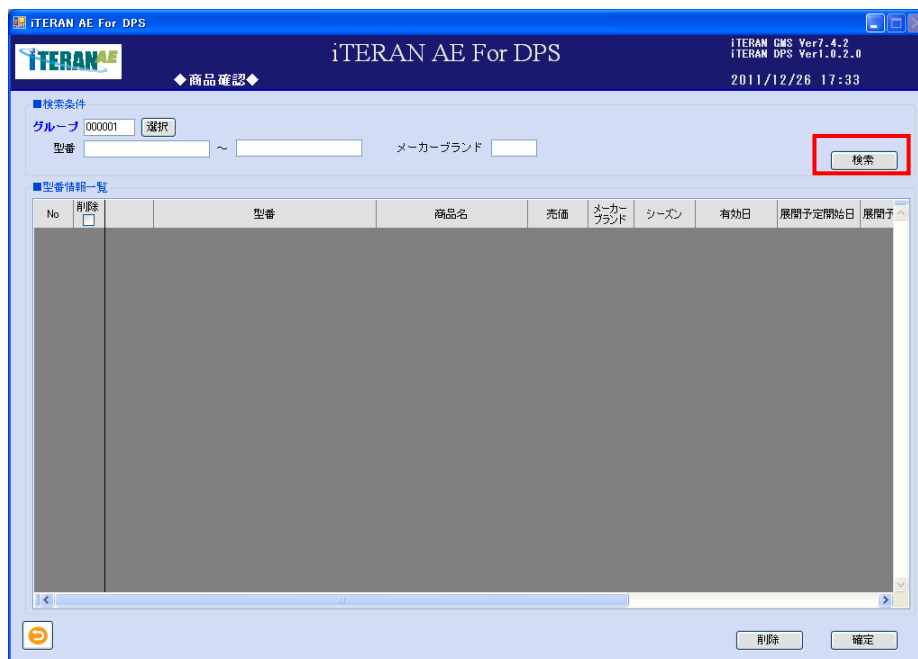 iTERAN AE For DPS
iTERAN AE
iTERAN AE For DPS
iTERAN GMS Ver7.4.2
iTERAN DPS Ver1.0.2.0
◆商品確認◆
2011/12/26 17:33
■検索条件
グループ 000001 選択
型番 ～ メーカーブランド
検索
■型番情報一覧
No 削除 型番 商品名 売価 メーカーブランド シーズン 有効日 展開予定開始日 展開予
削除 確定